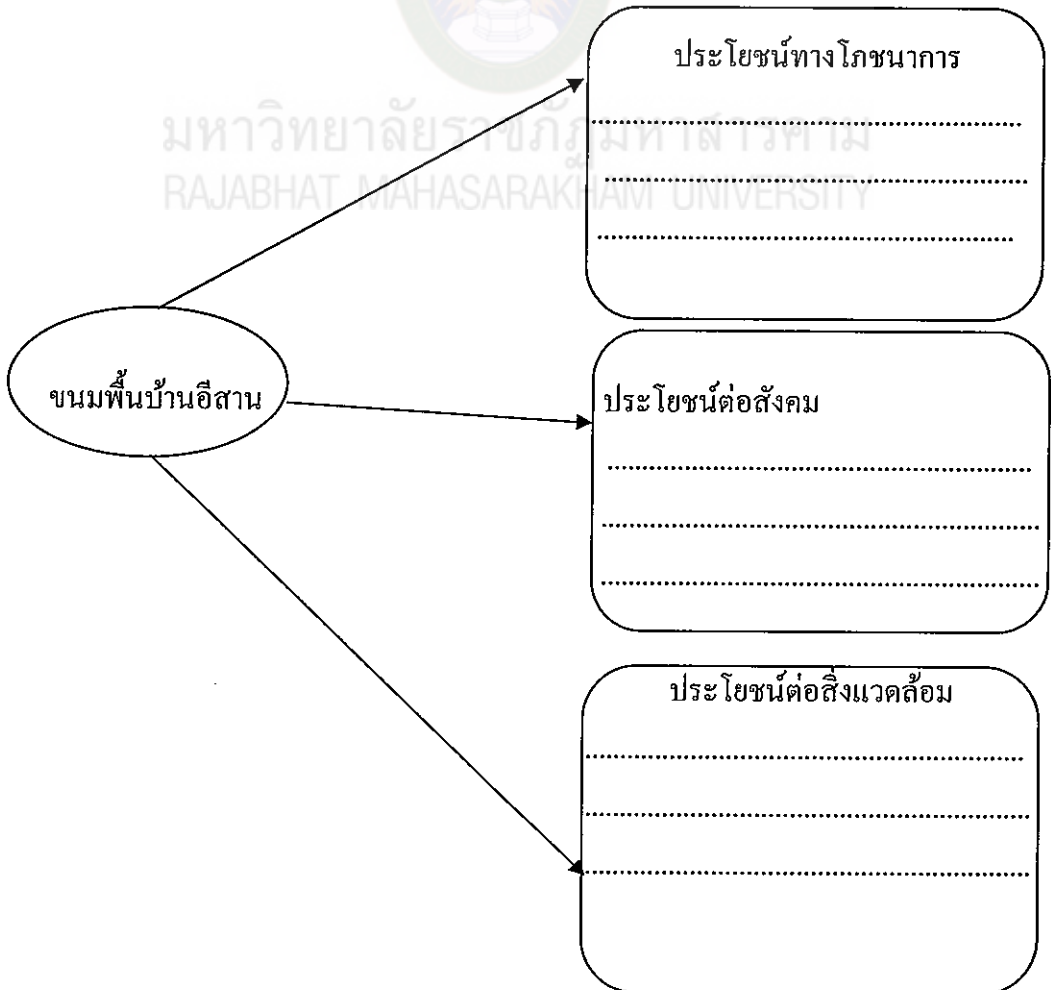 ประโยชน์ทางโภชนาการ
มหาวิทยาลัยราชภัฏมหาสารคาม
RAJABHAT MAHASARAKHAM UNIVERSITY
ขนมพื้นบ้านอีสาน
ประโยชน์ต่อสังคม
ประโยชน์ต่อสิ่งแวดล้อม